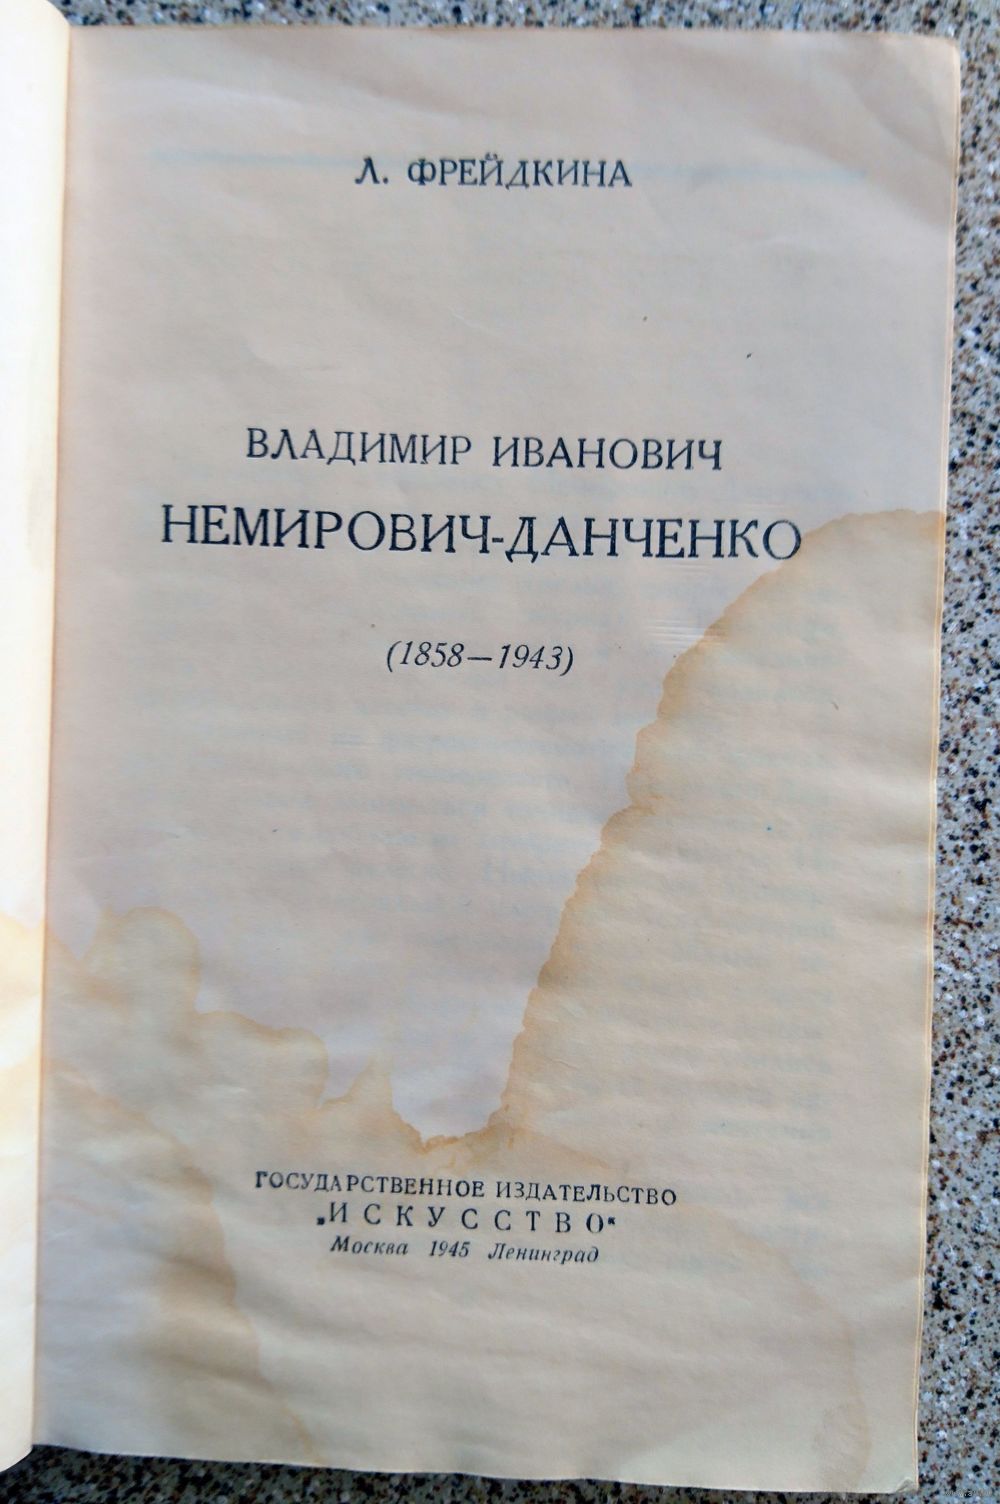 Л. ФРЕЙДКИНА
ВЛАДИМИР ИВАНОВИЧ
НЕМИРОВИЧ-ДАНЧЕНКО
(1858—1943)
ГОСУДАРСТВЕННОЕ ИЗДАТЕЛЬСТВО
„ИСКУССТВО“
Москва 1945 Ленинград